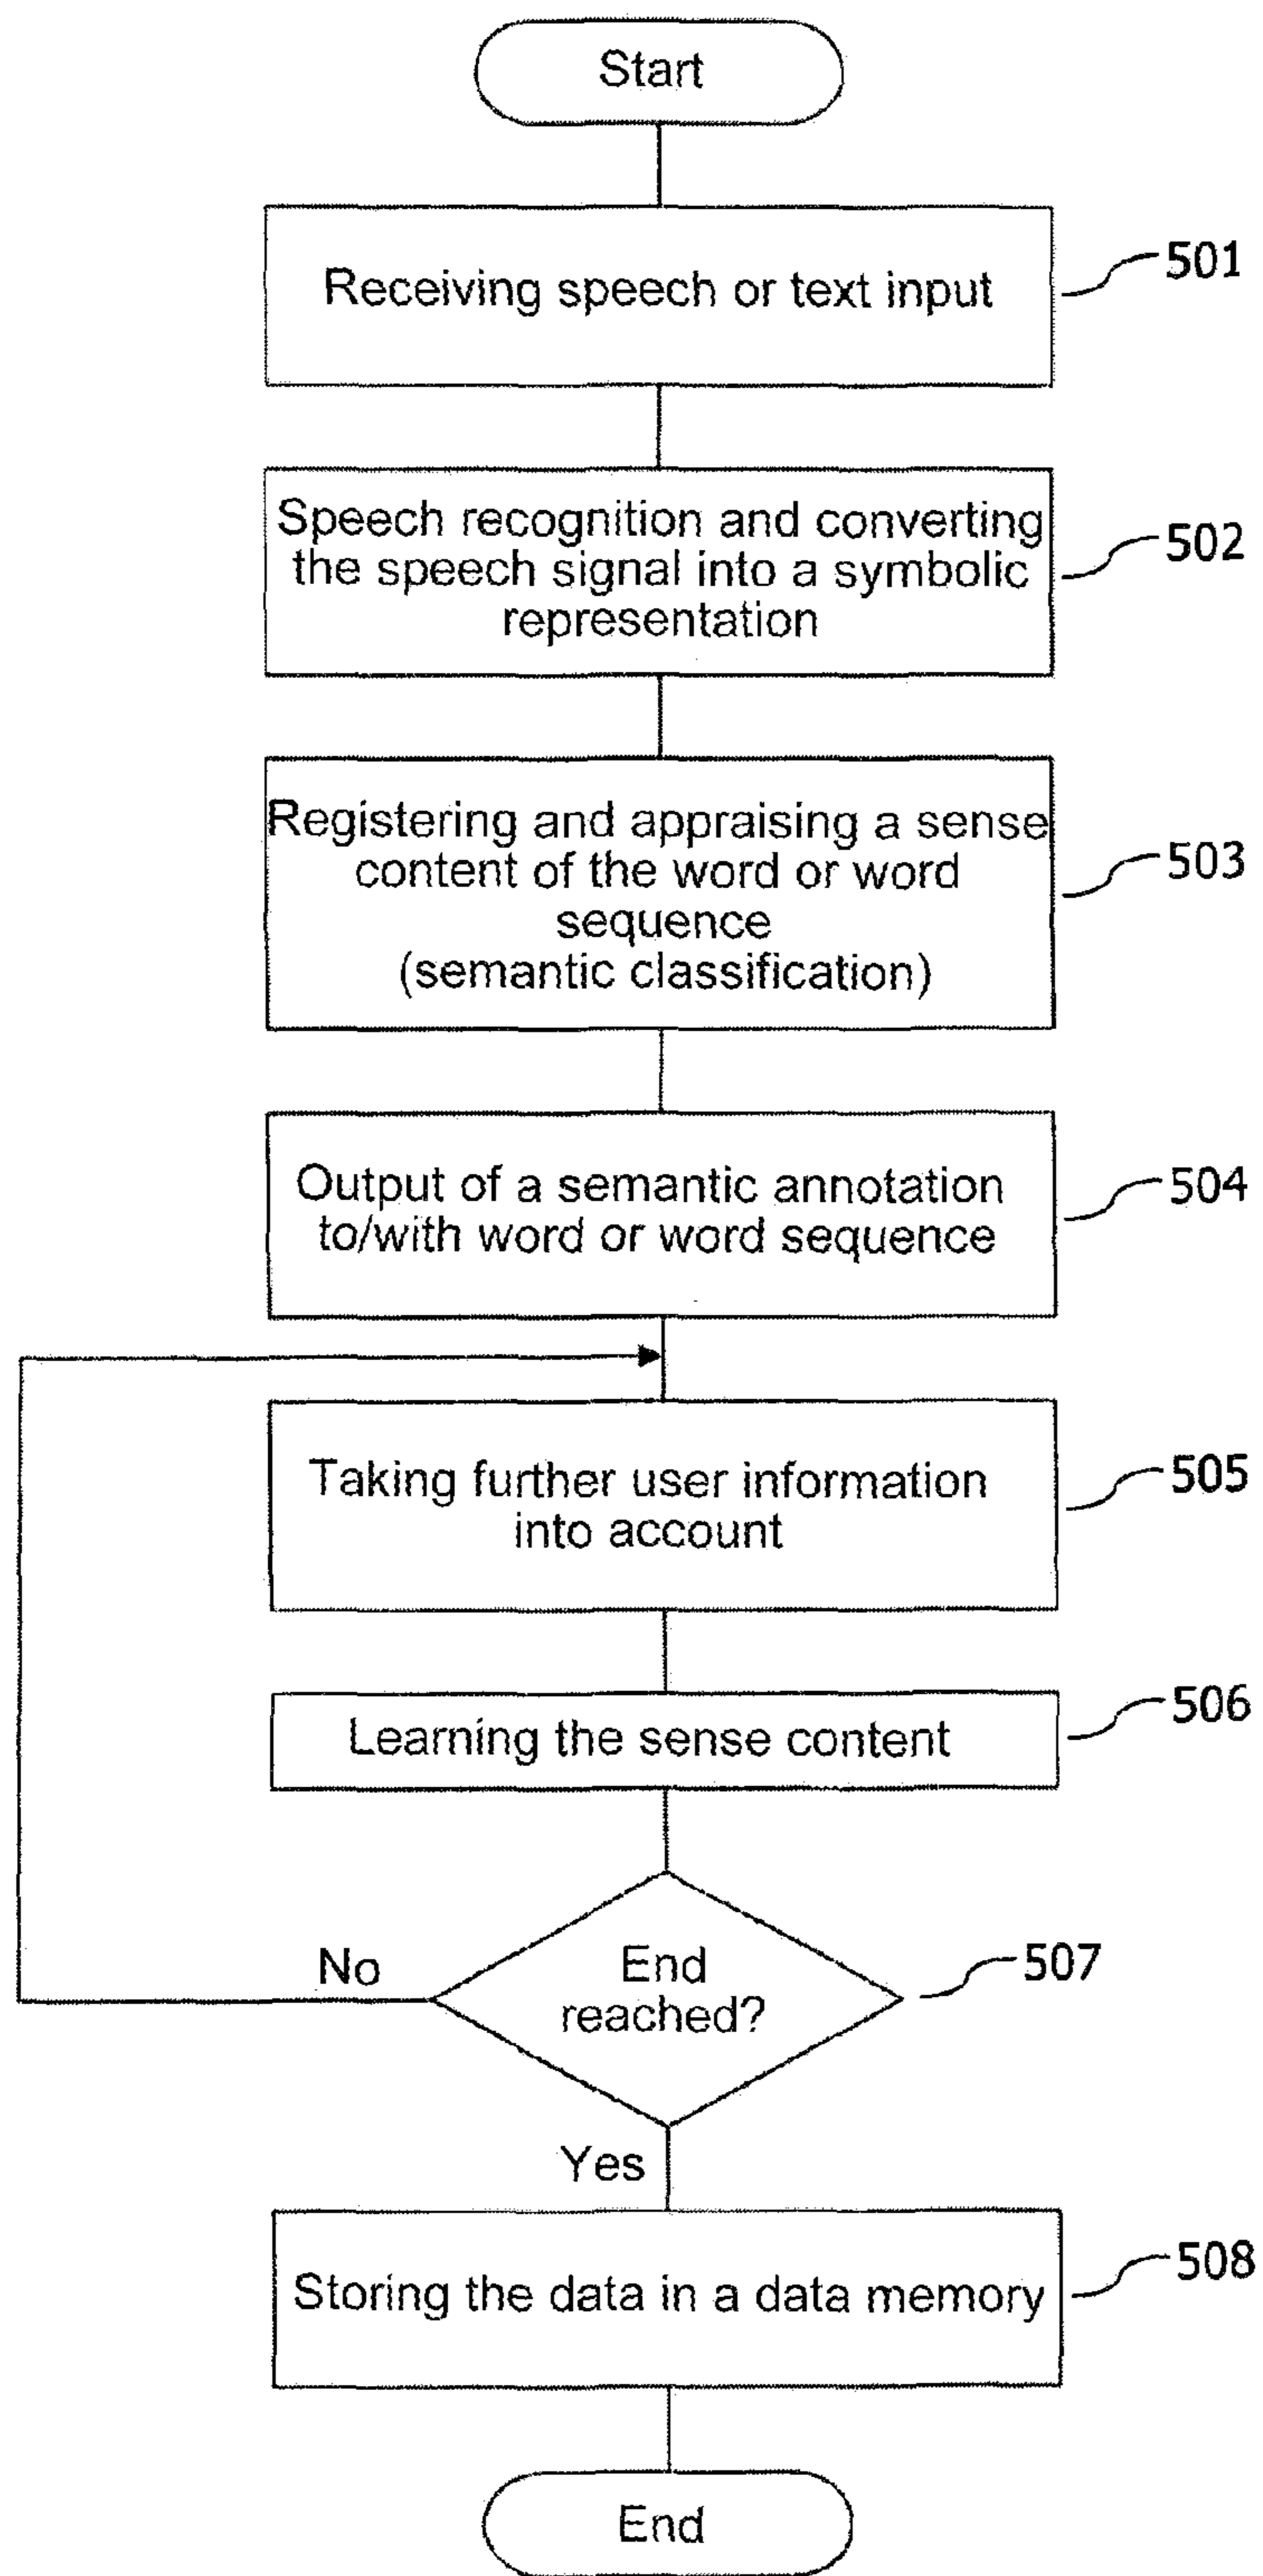 Start
Receiving speech or text input
501
Speech recognition and converting
the speech signal into a symbolic
representation
502
Registering and appraising a sense
content of the word or word
sequence
(semantic classification)
503
Output of a semantic annotation
to/with word or word sequence
504
Taking further user information
into account
505
Learning the sense content
506
End
reached?
507
No
Yes
Storing the data in a data memory
508
End